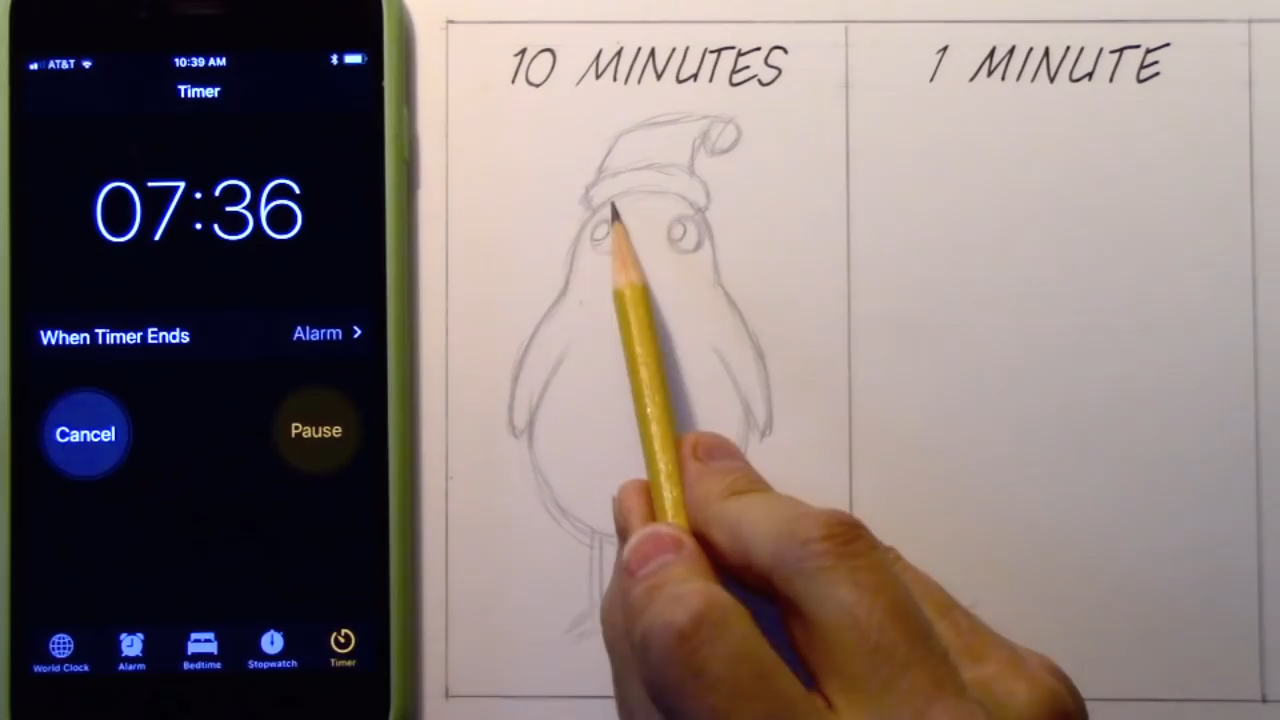 AT&T
10:39 AM
Timer
07:36
When Timer Ends
Alarm
Cancel
Pause
World Clock
Alarm
Bedtime
Stopwatch
Timer
10 MINUTES
1 MINUTE